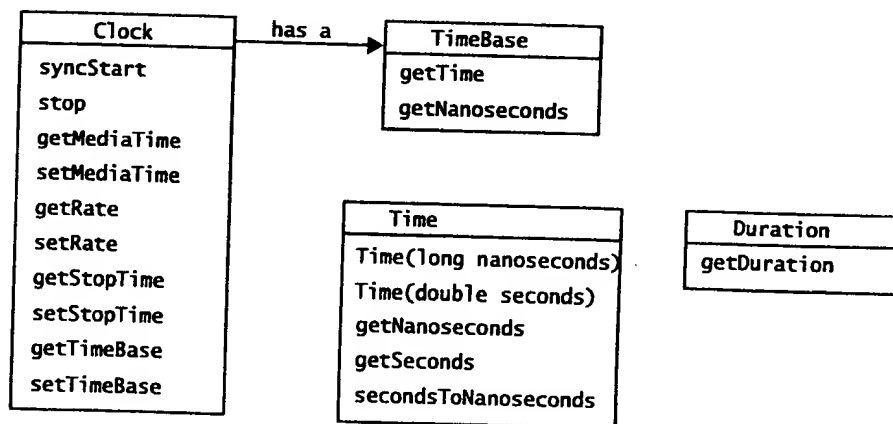 Clock
syncStart
stop
getMediaTime
setMediaTime
getRate
setRate
getStopTime
setStopTime
getTimeBase
setTimeBase
has a
TimeBase
getTime
getNanoseconds
Time
Time(long nanoseconds)
Time(double seconds)
getNanoseconds
getSeconds
secondsToNanoseconds
Duration
getDuration